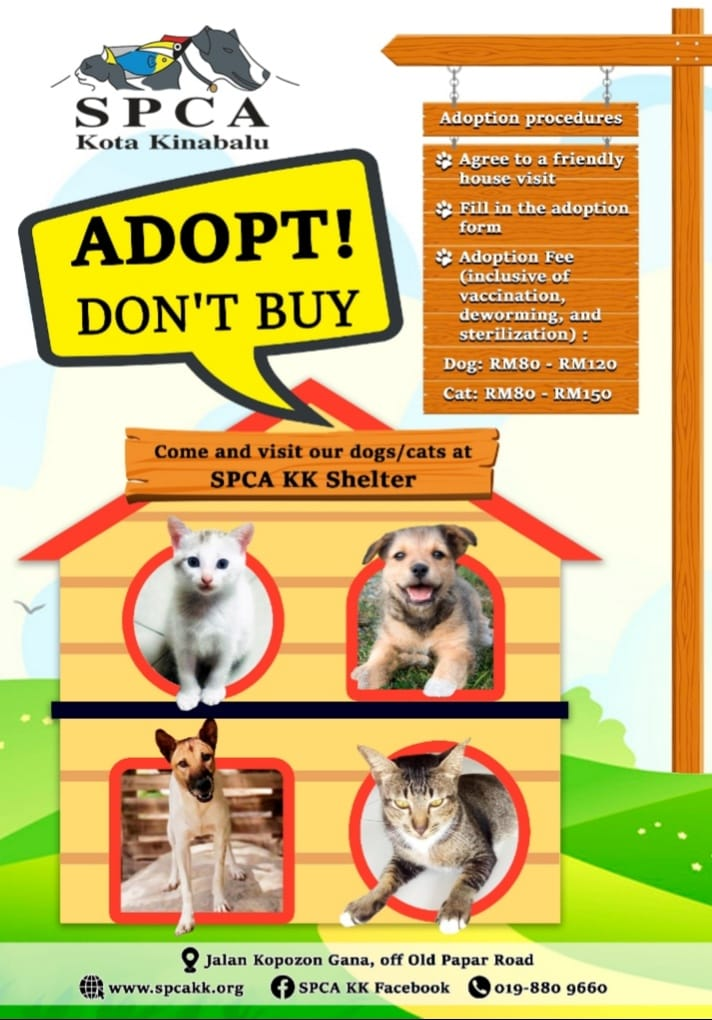 SPCA
Kota Kinabalu
ADOPT!
DON'T BUY
Adoption procedures
Agree to a friendly
house visit
Fill in the adoption
form
Adoption Fee
(inclusive of
vaccination,
deworming, and
sterilization) :
Dog: RM80 - RM120
Cat: RM80 - RM150
Come and visit our dogs/cats at
SPCA KK Shelter
Jalan Kopozon Gana, off Old Papar Road
www.spcakk.org SPCA KK Facebook 019-880 9660